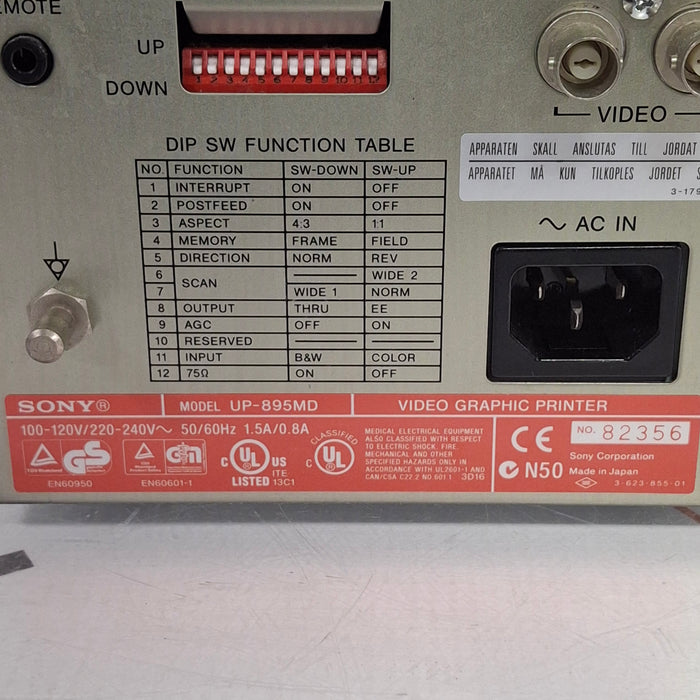 EMOTE
UP
DOWN
1 2 3 4 5 6 7 8 9 10 11 12
VIDEO
DIP SW FUNCTION TABLE
NO. FUNCTION SW-DOWN SW-UP
1 INTERRUPT ON OFF
2 POSTFEED ON OFF
3 ASPECT 4:3 1:1
4 MEMORY FRAME FIELD
5 DIRECTION NORM REV
6 SCAN ——— WIDE 2
7 WIDE 1 NORM
8 OUTPUT THRU EE
9 AGC OFF ON
10 RESERVED ——— ———
11 INPUT B&W COLOR
12 75Ω ON OFF
APPARATEN SKALL ANSLUTAS TILL JORDAT
APPARATET MÅ KUN TILKOPLES JORDET S
3-179
~ AC IN
SONY® MODEL UP-895MD VIDEO GRAPHIC PRINTER
100-120V/220-240V~ 50/60Hz 1.5A/0.8A
GS
EN60950
EN60601-1
C UL US
LISTED
ITE
13C1
CLASSIFIED
C UL
MEDICAL ELECTRICAL EQUIPMENT
ALSO CLASSIFIED WITH RESPECT
TO ELECTRIC SHOCK, FIRE,
MECHANICAL AND OTHER
SPECIFIED HAZARDS ONLY IN
ACCORDANCE WITH UL2601-1 AND
CAN/CSA C22.2 NO.601.1 3D16
CE
N50
NO. 82356
Sony Corporation
Made in Japan
3-623-855-01